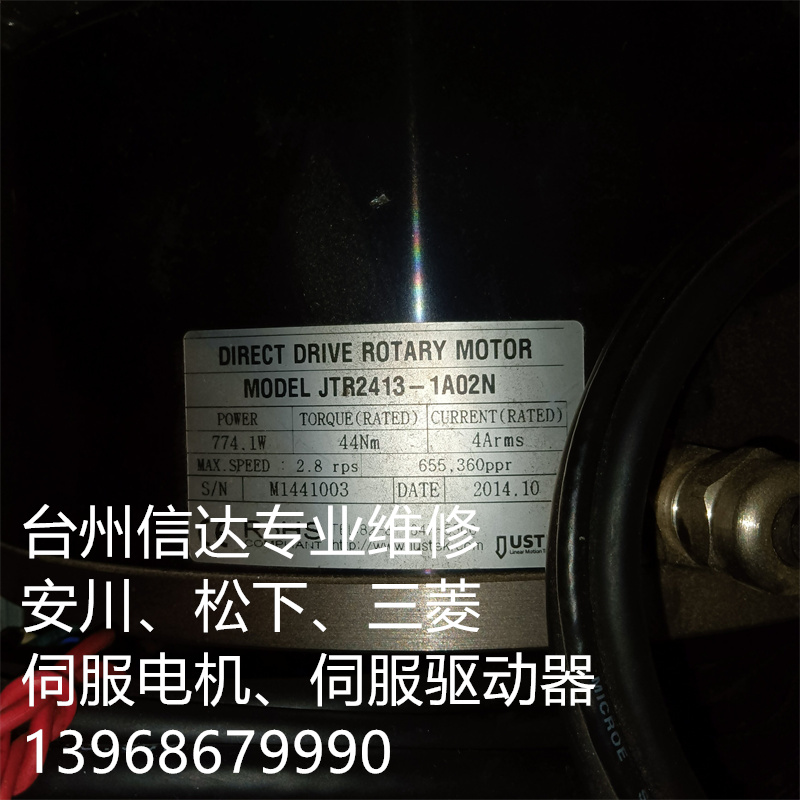 DIRECT DRIVE ROTARY MOTOR
MODEL JTR2413-1A02N
POWER TORQUE(RATED) CURRENT(RATED)
774.1W 44Nm 4Arms
MAX.SPEED : 2.8 rps 655,360ppr
S/N M1441003 DATE 2014.10
台州信达专业维修
安川、松下、三菱
伺服电机、伺服驱动器
MICROE
13968679990